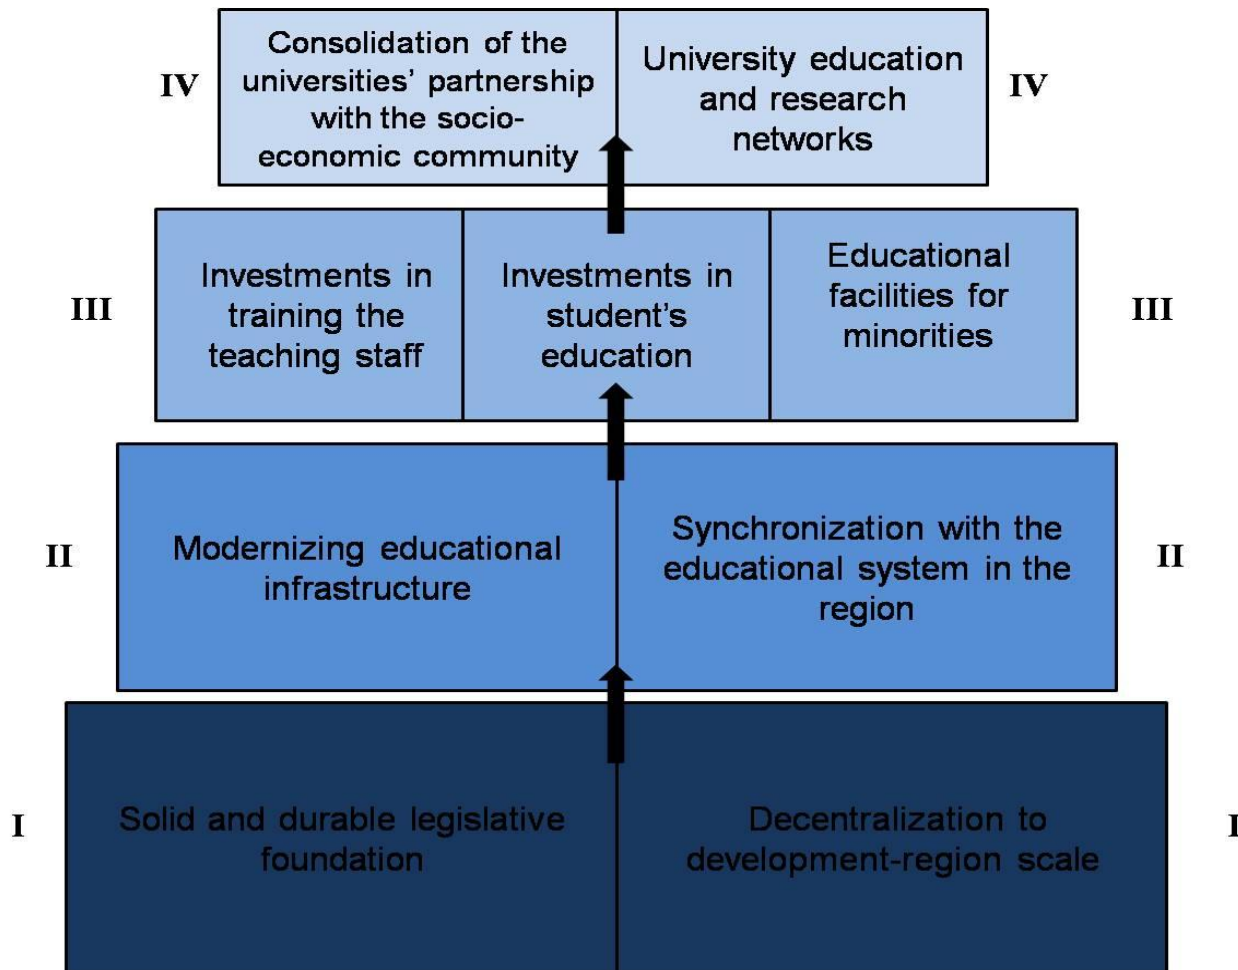 IV
Consolidation of the
universities' partnership
with the socio-
economic community
University education
and research
networks
IV
III
Investments in
training the
teaching staff
Investments in
student's
education
Educational
facilities for
minorities
III
II
Modernizing educational
infrastructure
Synchronization with the
educational system in the
region
II
I
Solid and durable legislative
foundation
Decentralization to
development-region scale
I